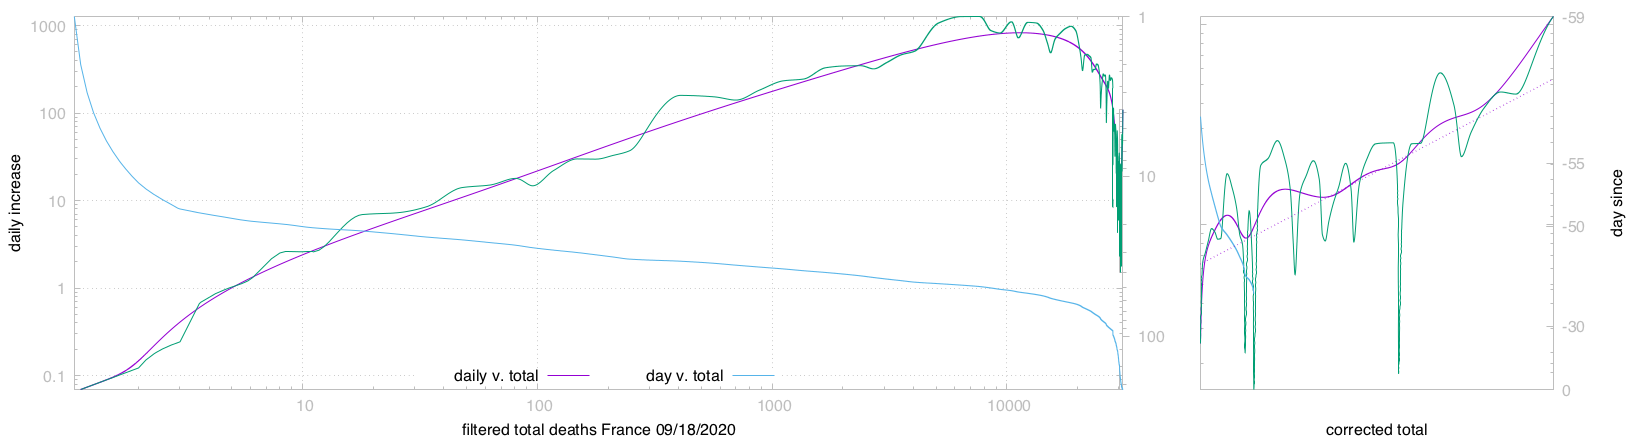 1000
100
10
1
0.1
daily increase
10
100
1000
10000
daily v. total
day v. total
filtered total deaths France 09/18/2020
1
10
100
-59
-55
-50
-30
0
day since
corrected total